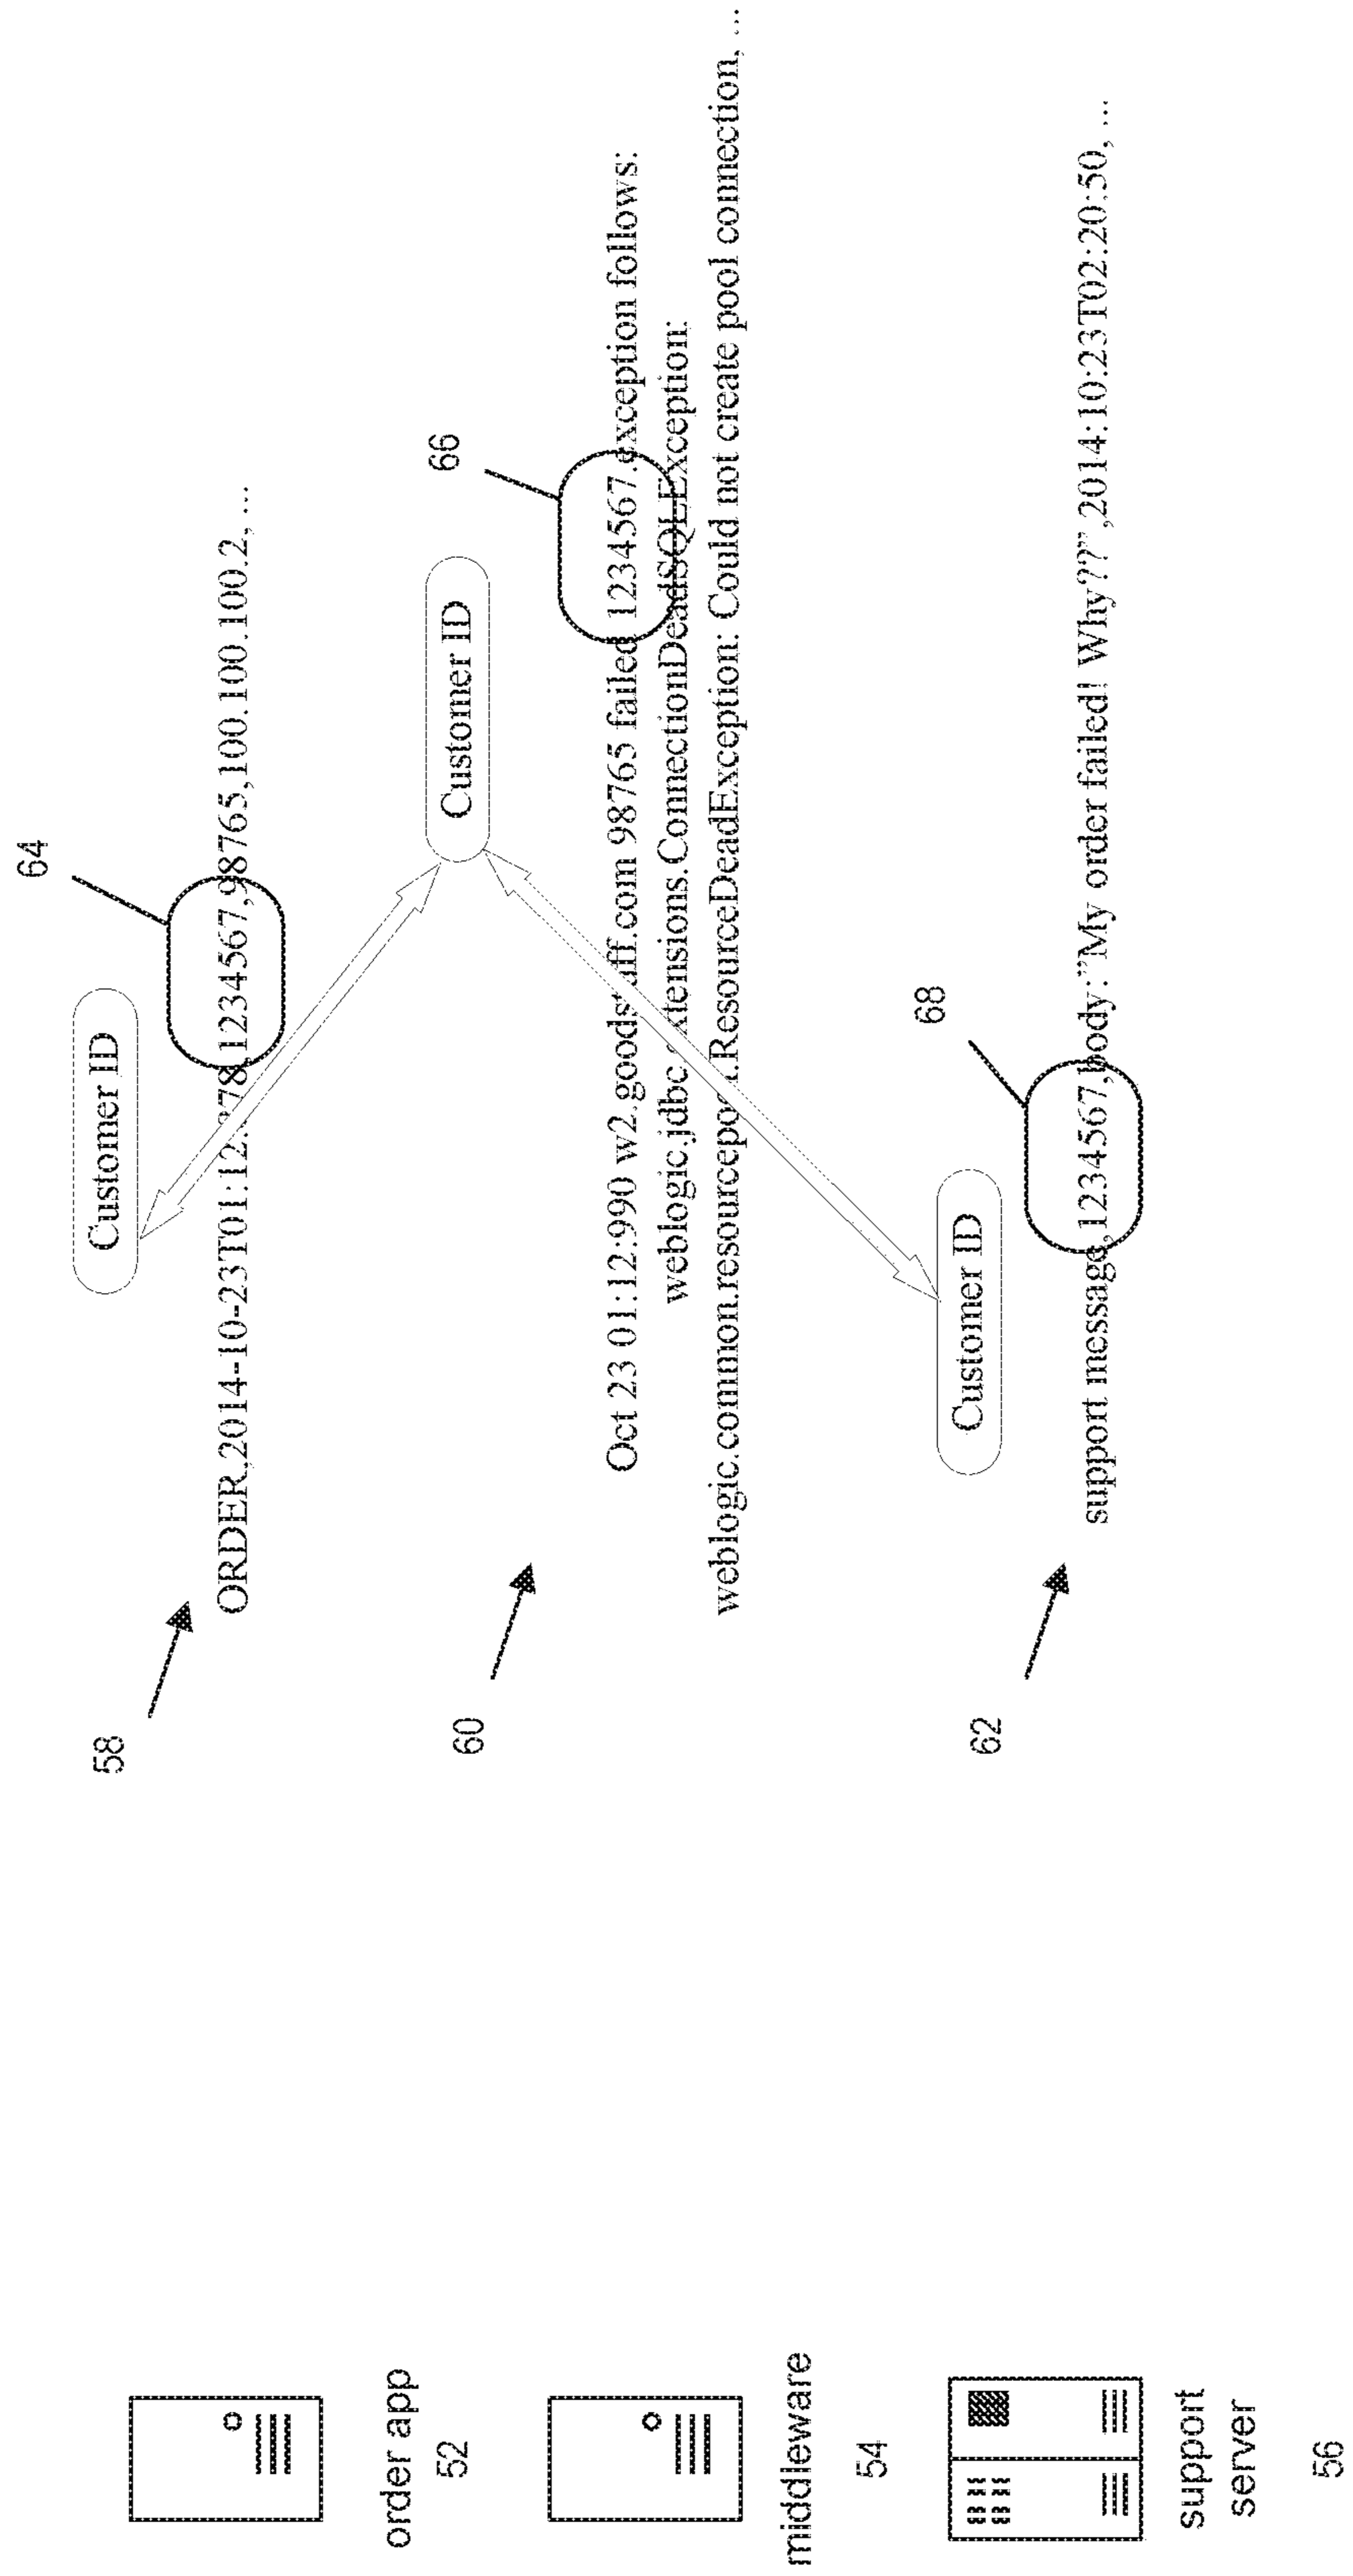 order app
52
58
Customer ID
64
ORDER,2014-10-23T01:12:378,1234567,98765,100.100.100.2, ...
middleware
54
60
Customer ID
66
Oct 23 01:12:990 w2.goodstuff.com 98765 failed 1234567.exception follows:
weblogic.jdbc.extensions.ConnectionDeadSQLException:
weblogic.common.resourcepool.ResourceDeadException: Could not create pool connection, ...
support
server
56
62
Customer ID
68
support message,1234567,body:"My order failed! Why??",2014:10:23T02:20:50, ...